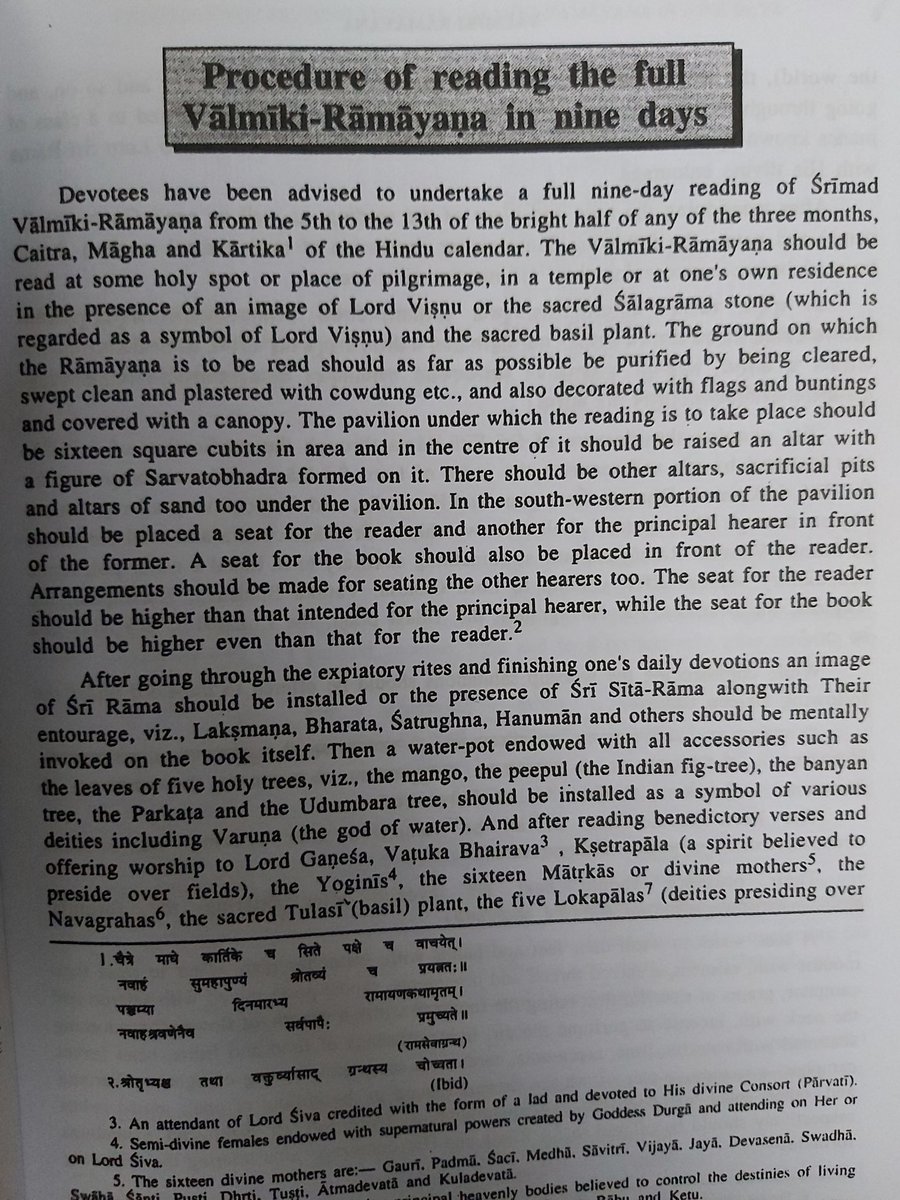 Procedure of reading the full
Vālmīki-Rāmāyaṇa in nine days
Devotees have been advised to undertake a full nine-day reading of Śrīmad
Vālmīki-Rāmāyaṇa from the 5th to the 13th of the bright half of any of the three months,
Caitra, Māgha and Kārtika1 of the Hindu calendar. The Vālmīki-Rāmāyaṇa should be
read at some holy spot or place of pilgrimage, in a temple or at one's own residence
in the presence of an image of Lord Viṣṇu or the sacred Śālagrāma stone (which is
regarded as a symbol of Lord Viṣṇu) and the sacred basil plant. The ground on which
the Rāmāyaṇa is to be read should as far as possible be purified by being cleared,
swept clean and plastered with cowdung etc., and also decorated with flags and buntings
and covered with a canopy. The pavilion under which the reading is to take place should
be sixteen square cubits in area and in the centre of it should be raised an altar with
a figure of Sarvatobhadra formed on it. There should be other altars, sacrificial pits
and altars of sand too under the pavilion. In the south-western portion of the pavilion
should be placed a seat for the reader and another for the principal hearer in front
of the former. A seat for the book should also be placed in front of the reader.
Arrangements should be made for seating the other hearers too. The seat for the reader
should be higher than that intended for the principal hearer, while the seat for the book
should be higher even than that for the reader.2
After going through the expiatory rites and finishing one's daily devotions an image
of Śrī Rāma should be installed or the presence of Śrī Sītā-Rāma alongwith Their
entourage, viz., Lakṣmaṇa, Bharata, Śatrughna, Hanumān and others should be mentally
invoked on the book itself. Then a water-pot endowed with all accessories such as
the leaves of five holy trees, viz., the mango, the peepul (the Indian fig-tree), the banyan
tree, the Parkaṭa and the Udumbara tree, should be installed as a symbol of various
deities including Varuṇa (the god of water). And after reading benedictory verses and
offering worship to Lord Gaṇeśa, Vaṭuka Bhairava3 , Kṣetrapāla (a spirit believed to
preside over fields), the Yoginīs4, the sixteen Mātṛkās or divine mothers5, the
Navagrahas6, the sacred Tulasī (basil) plant, the five Lokapālas7 (deities presiding over
1.चैत्रे माघे कार्तिके च सिते पक्षे च वाचयेत्।
नवाहं सुमहापुण्यं श्रोतव्यं च प्रयत्नतः॥
पञ्चम्या दिनमारभ्य रामायणकथामृतम्।
नवाहश्रवणेनैव सर्वपापैः प्रमुच्यते॥
(रामसेवाग्रन्थ)
२.श्रोतृभ्यश्च तथा वक्तुर्व्यासाद् ग्रन्थस्य चोच्चता।
(Ibid)
3. An attendant of Lord Śiva credited with the form of a lad and devoted to His divine Consort (Pārvatī).
4. Semi-divine females endowed with supernatural powers created by Goddess Durgā and attending on Her or
on Lord Śiva.
5. The sixteen divine mothers are:— Gaurī, Padmā, Śacī, Medhā, Sāvitrī, Vijayā, Jayā, Devasenā, Swadhā,
Swāhā, Śānti, Puṣṭi, Dhṛti, Tuṣṭi, Ātmadevatā and Kuladevatā.
heavenly bodies believed to control the destinies of living
Rāhu and Ketu.